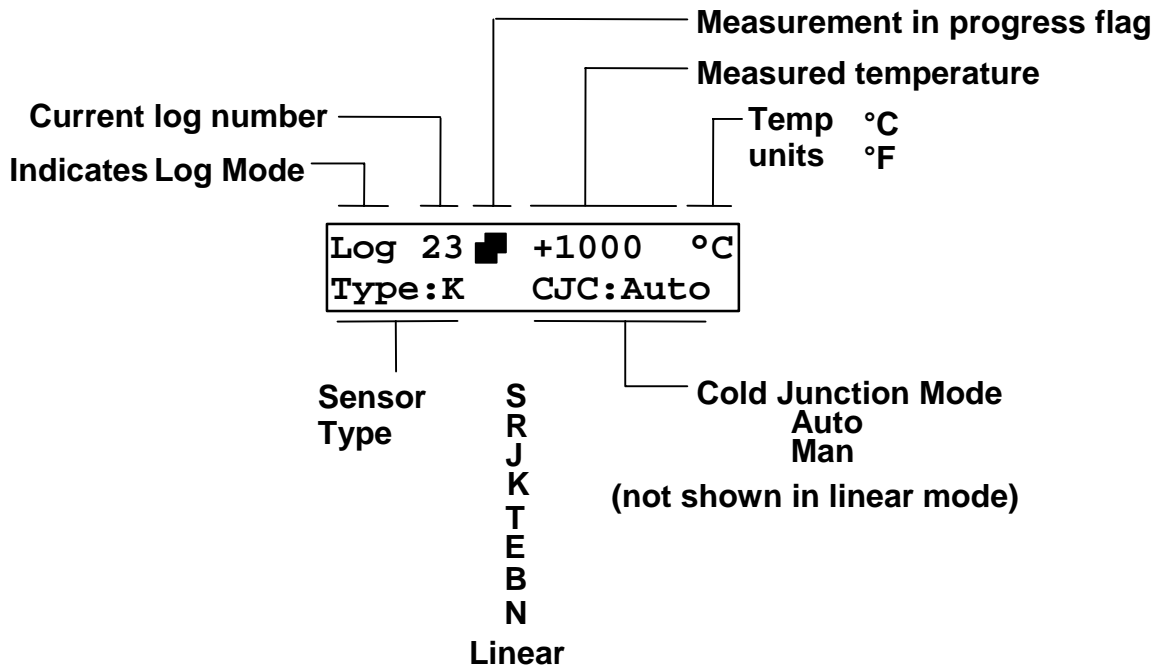 Measurement in progress flag
Measured temperature
Current log number
Temp °C
units °F
Indicates Log Mode
Log 23 +1000 °C
Type:K CJC:Auto
Sensor
Type
S
R
J
K
T
E
B
N
Linear
Cold Junction Mode
Auto
Man
(not shown in linear mode)